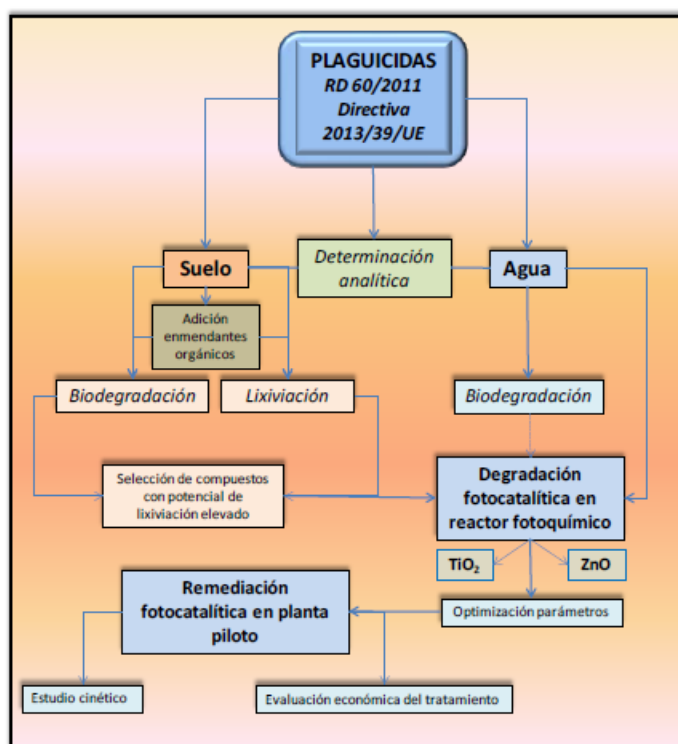 PLAGUICIDAS
RD 60/2011
Directiva
2013/39/UE
Determinación
analítica
Suelo
Agua
Adición
enmendantes
orgánicos
Biodegradación
Lixiviación
Biodegradación
Selección de compuestos
con potencial de
lixiviación elevado
Degradación
fotocatalítica en
reactor fotoquímico
TiO₂
ZnO
Remediación
fotocatalítica en planta
piloto
Optimización parámetros
Estudio cinético
Evaluación económica del tratamiento